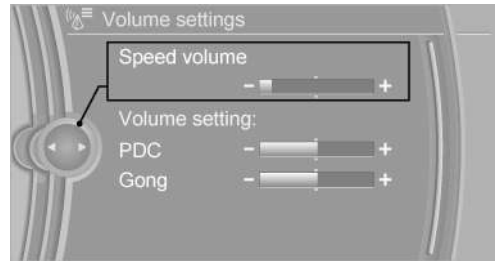 Volume settings
Speed volume
- +
Volume setting:
PDC - +
Gong - +